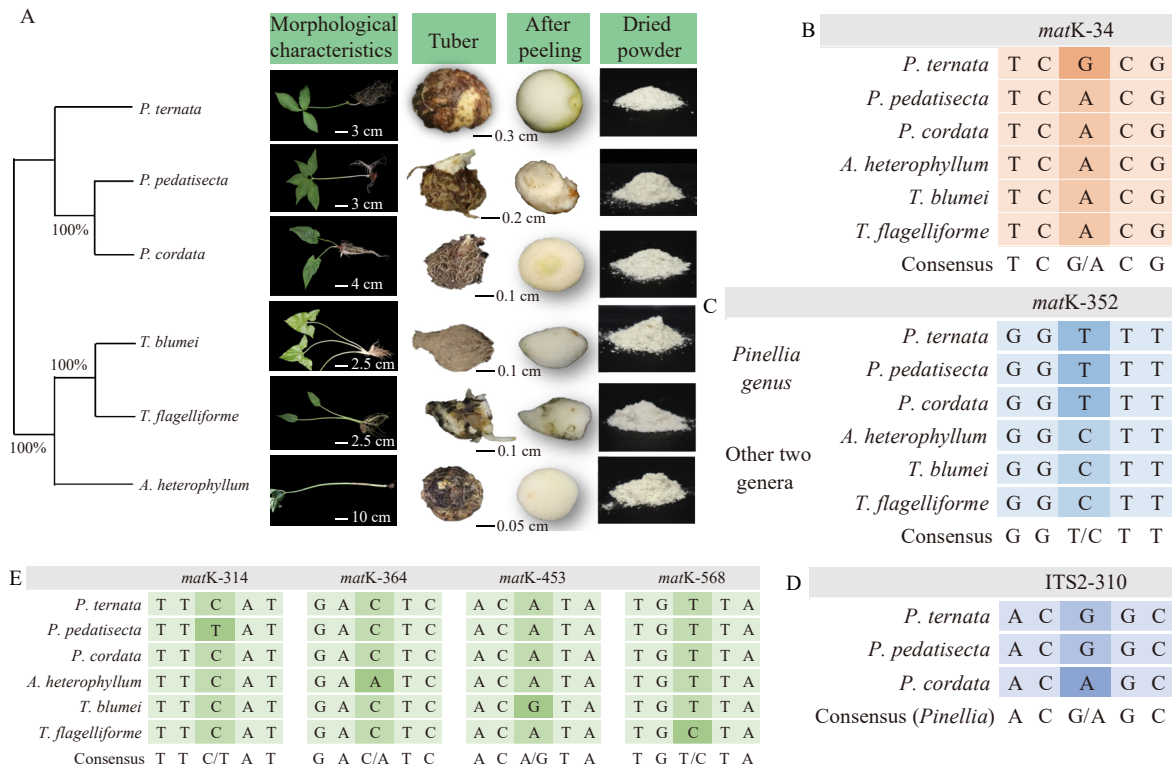 A
Morphological characteristics
Tuber
After peeling
Dried powder
P. ternata
3 cm
0.3 cm
P. pedatisecta
3 cm
0.2 cm
100%
P. cordata
4 cm
0.1 cm
T. blumei
100%
2.5 cm
0.1 cm
T. flagelliforme
2.5 cm
0.1 cm
100%
A. heterophyllum
10 cm
0.05 cm
B
matK-34
P. ternata T C G C G
P. pedatisecta T C A C G
P. cordata T C A C G
A. heterophyllum T C A C G
T. blumei T C A C G
T. flagelliforme T C A C G
Consensus T C G/A C G
C
matK-352
Pinellia genus
Other two genera
P. ternata G G T T T
P. pedatisecta G G T T T
P. cordata G G T T T
A. heterophyllum G G C T T
T. blumei G G C T T
T. flagelliforme G G C T T
Consensus G G T/C T T
D
ITS2-310
P. ternata A C G G C
P. pedatisecta A C G G C
P. cordata A C A G C
Consensus (Pinellia) A C G/A G C
E
matK-314 matK-364 matK-453 matK-568
P. ternata T T C A T G A C T C A C A T A T G T T A
P. pedatisecta T T T A T G A C T C A C A T A T G T T A
P. cordata T T C A T G A C T C A C A T A T G T T A
A. heterophyllum T T C A T G A A T C A C A T A T G T T A
T. blumei T T C A T G A C T C A C G T A T G T T A
T. flagelliforme T T C A T G A C T C A C A T A T G C T A
Consensus T T C/T A T G A C/A T C A C A/G T A T G T/C T A